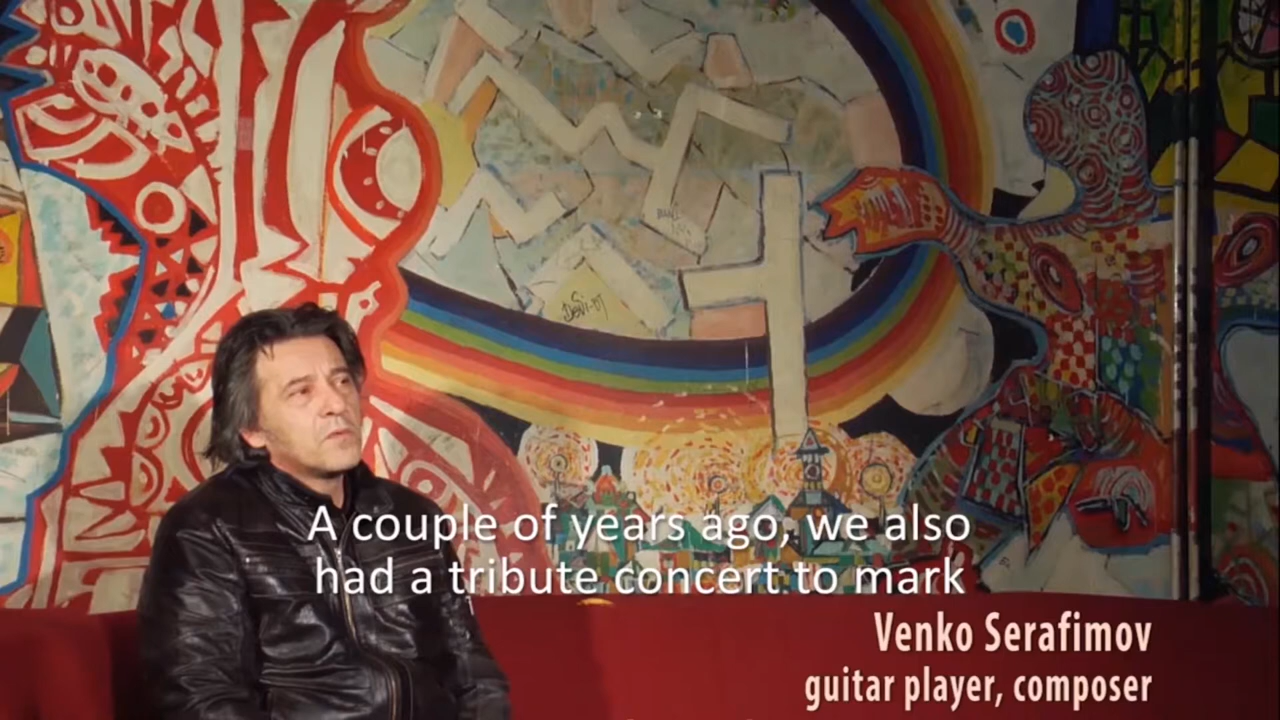 A couple of years ago, we also
had a tribute concert to mark
Venko Serafimov
guitar player, composer